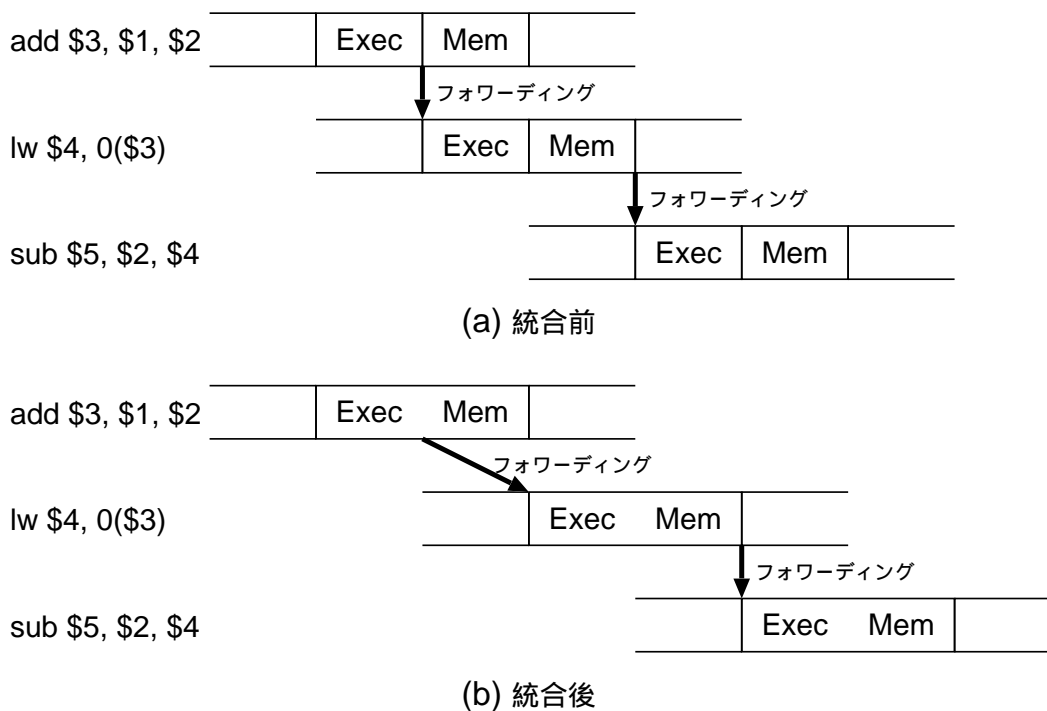 add $3, $1, $2 Exec Mem
フォワーディング
lw $4, 0($3) Exec Mem
フォワーディング
sub $5, $2, $4 Exec Mem
(a) 統合前
add $3, $1, $2 Exec Mem
フォワーディング
lw $4, 0($3) Exec Mem
フォワーディング
sub $5, $2, $4 Exec Mem
(b) 統合後